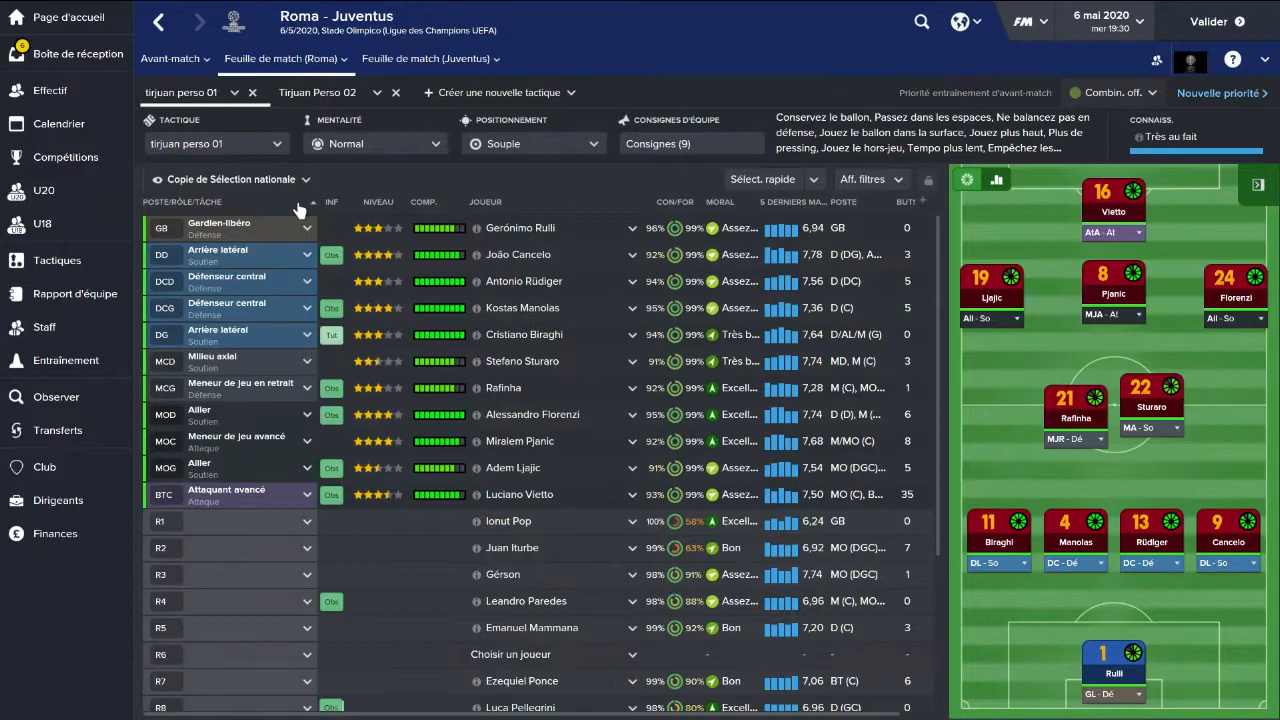 Page d'accueil
6
Boîte de réception
Effectif
Calendrier
Compétitions
U20
U20
U18
U18
Tactiques
Rapport d'équipe
Staff
Entraînement
Observer
Transferts
Club
Dirigeants
Finances
Roma - Juventus
6/5/2020, Stade Olimpico (Ligue des Champions UEFA)
FM
6 mai 2020
mer 19:30
Valider
Avant-match
Feuille de match (Roma)
Feuille de match (Juventus)
?
tirjuan perso 01
Tirjuan Perso 02
Créer une nouvelle tactique
Priorité entraînement d'avant-match
Combin. off.
Nouvelle priorité
TACTIQUE
MENTALITÉ
POSITIONNEMENT
CONSIGNES D'ÉQUIPE
tirjuan perso 01
Normal
Souple
Consignes (9)
Conservez le ballon, Passez dans les espaces, Ne balancez pas en
défense, Jouez le ballon dans la surface, Jouez plus haut, Plus de
pressing, Jouez le hors-jeu, Tempo plus lent, Empêchez les...
CONNAISS.
Très au fait
Copie de Sélection nationale
Sélect. rapide
Aff. filtres
POSTE/RÔLE/TÂCHE INF NIVEAU COMP. JOUEUR CON/FOR MORAL 5 DERNIERS MA... POSTE BUTS
GB Gardien-libéro Défense Gerónimo Rulli 96% 99% Assez... 6,94 GB 0
DD Arrière latéral Soutien Obs João Cancelo 92% 99% Assez... 7,78 D (DG), A... 3
DCD Défenseur central Défense Antonio Rüdiger 94% 99% Assez... 7,56 D (DC) 5
DCG Défenseur central Défense Obs Kostas Manolas 92% 99% Assez... 7,36 D (C) 5
DG Arrière latéral Soutien Tut Cristiano Biraghi 94% 99% Très b... 7,64 D/AL/M (G) 0
MCD Milieu axial Soutien Stefano Sturaro 91% 99% Très b... 7,74 MD, M (C) 3
MCG Meneur de jeu en retrait Défense Obs Rafinha 92% 99% Excell... 7,28 M (C), MO... 1
MOD Ailier Soutien Obs Alessandro Florenzi 95% 99% Excell... 7,74 D (D), M (... 6
MOC Meneur de jeu avancé Attaque Miralem Pjanic 92% 99% Excell... 7,68 M/MO (C) 8
MOG Ailier Soutien Obs Adem Ljajic 91% 99% Assez... 7,54 MO (DGC)... 5
BTC Attaquant avancé Attaque Obs Luciano Vietto 93% 99% Assez... 7,50 MO (C), B... 35
R1 Ionut Pop 100% 58% Excell... 6,24 GB 0
R2 Juan Iturbe 99% 63% Bon 6,92 MO (DGC)... 7
R3 Gérson 98% 91% Assez... 7,74 MO (DGC) 1
R4 Obs Leandro Paredes 98% 88% Assez... 6,96 M (C), MO... 0
R5 Emanuel Mammana 99% 92% Bon 7,20 D (C) 3
R6 Choisir un joueur - - - -
R7 Ezequiel Ponce 99% 90% Bon 7,06 BT (C) 6
R8 Obs Luca Pellegrini 98% 80% Excell... 6,96 D (GC) 0
16
Vietto
AtA - At
19 8 24
Ljajic Pjanic Florenzi
Ail - So MJA - At Ail - So
21 22
Rafinha Sturaro
MJR - Dé MA - So
11 4 13 9
Biraghi Manolas Rüdiger Cancelo
DL - So DC - Dé DC - Dé DL - So
1
Rulli
GL - Dé